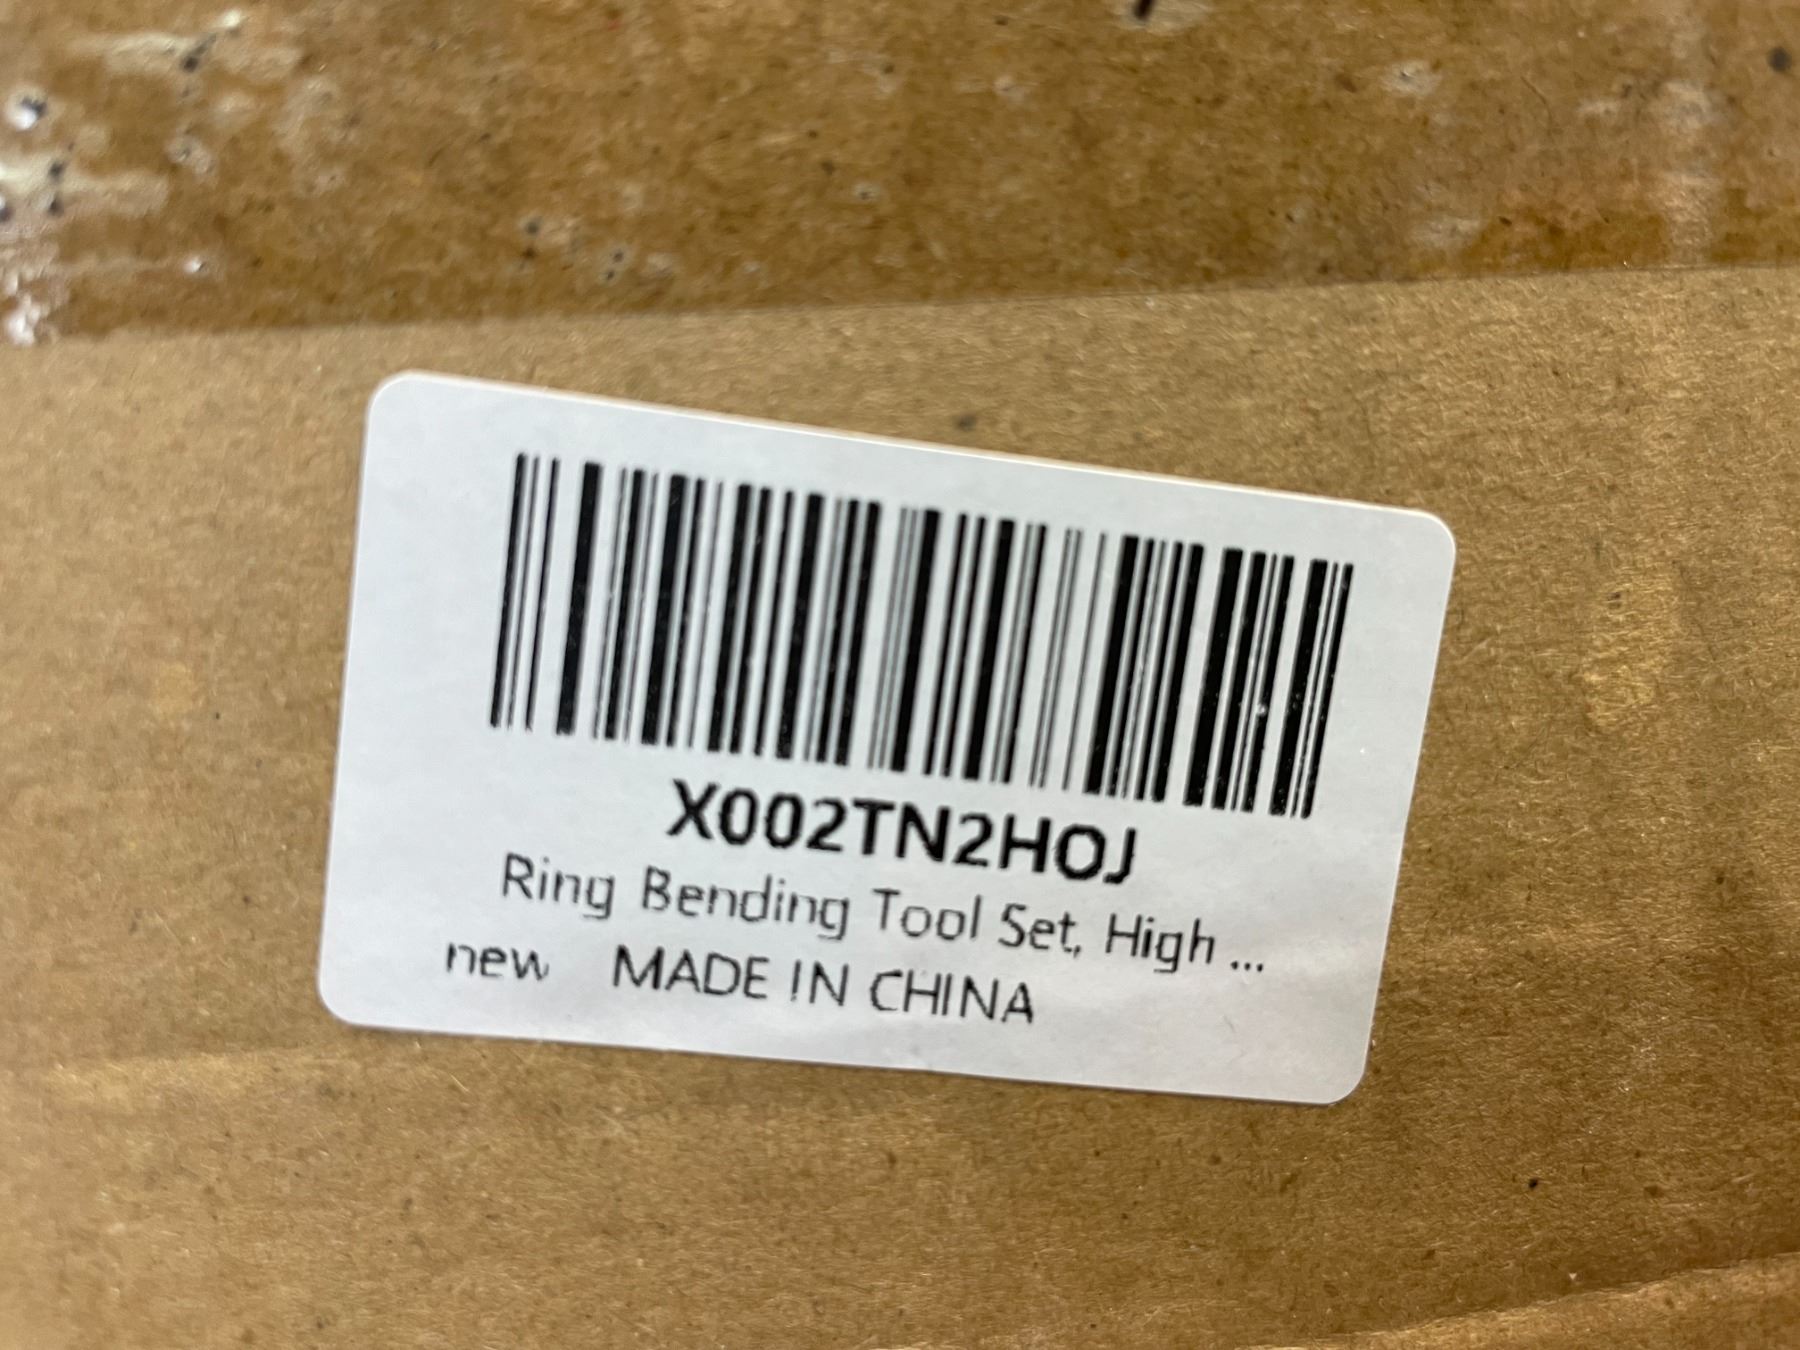 X002TN2HOJ
Ring Bending Tool Set, High ...
new MADE IN CHINA